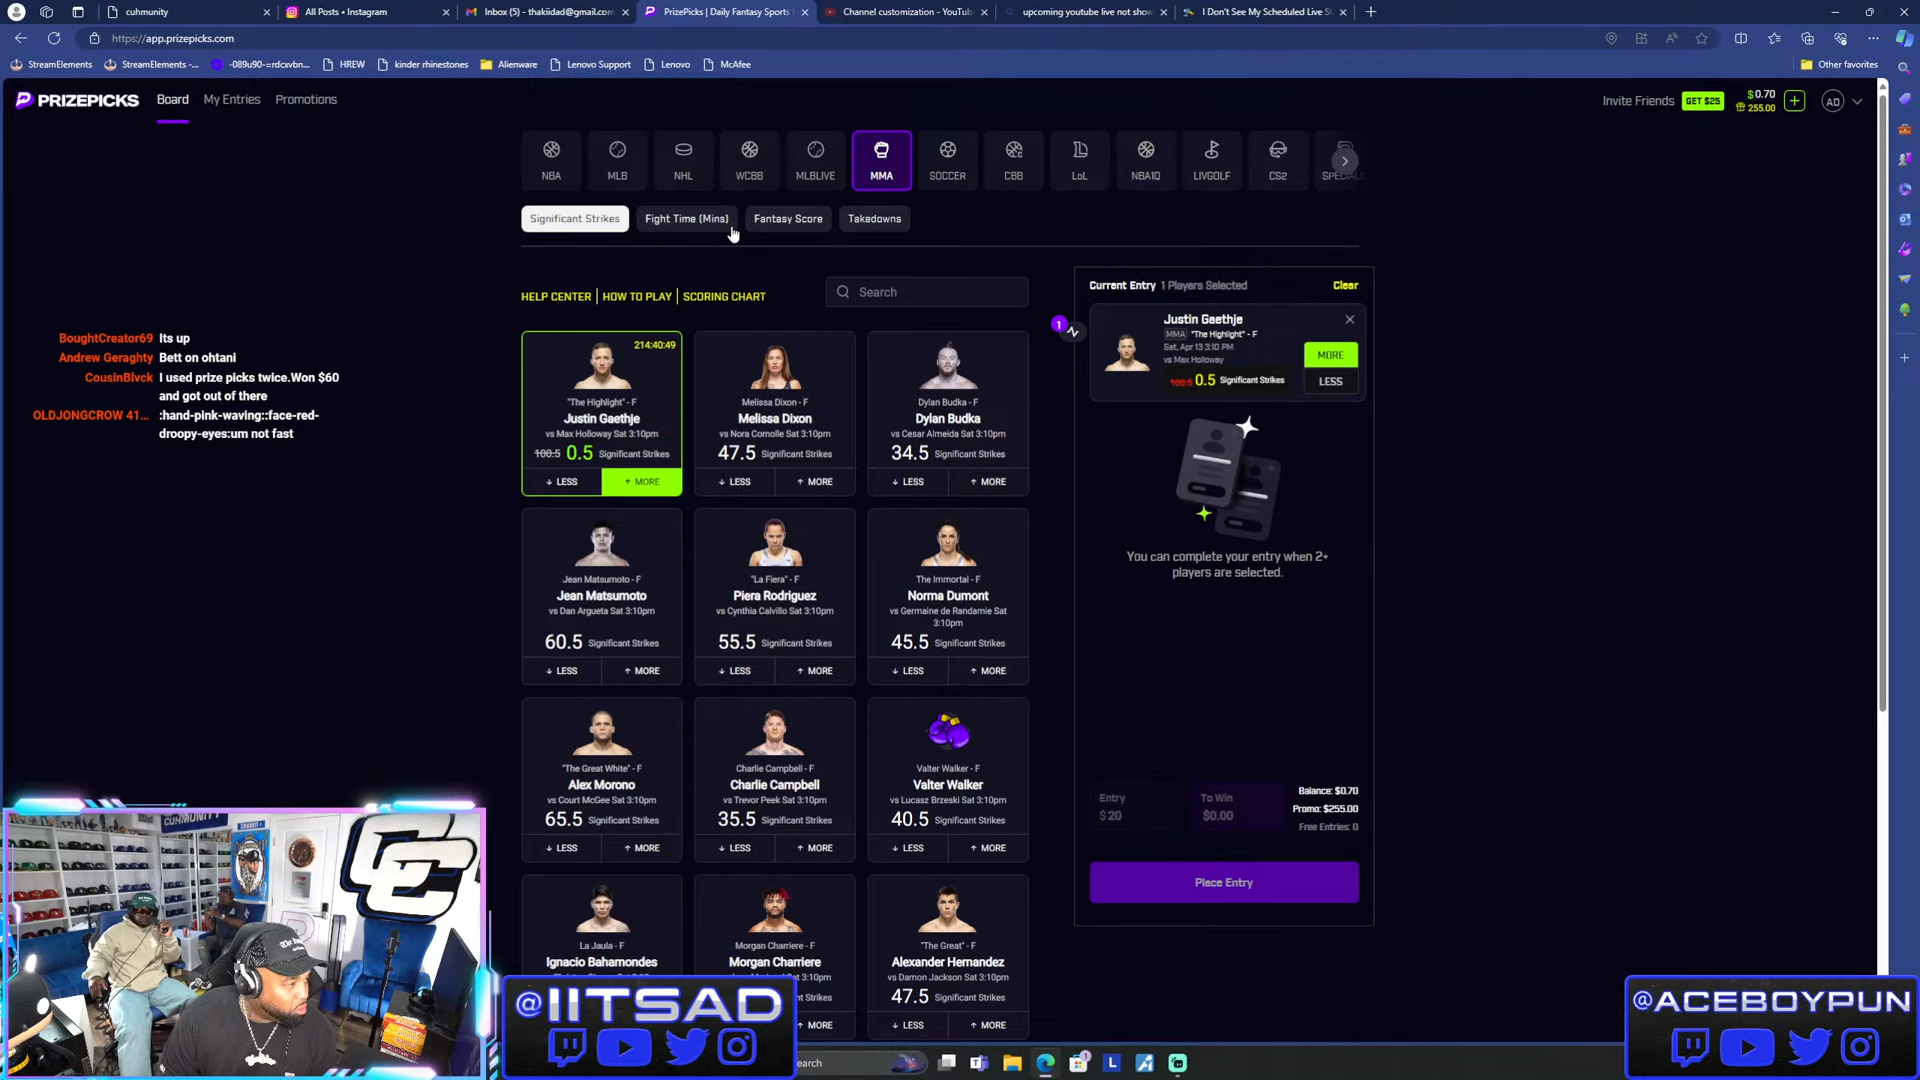 cuhmunity
All Posts • Instagram
Inbox (5) - thakiidad@gmail.com
PrizePicks | Daily Fantasy Sports
Channel customization - YouTub
upcoming youtube live not show
I Don't See My Scheduled Live St
https://app.prizepicks.com
StreamElements
StreamElements -...
-089u90-=rdcxvbn...
HREW
kinder rhinestones
Alienware
Lenovo Support
Lenovo
McAfee
Other favorites
PRIZEPICKS
Board
My Entries
Promotions
Invite Friends
GET $25
$ 0.70
255.00
AD
NBA
MLB
NHL
WCBB
MLBLIVE
MMA
SOCCER
CBB
LoL
NBA1Q
LIVGOLF
CS2
SPECIALS
Significant Strikes
Fight Time (Mins)
Fantasy Score
Takedowns
HELP CENTER | HOW TO PLAY | SCORING CHART
Search
BoughtCreator69 Its up
Andrew Geraghty Bett on ohtani
CousinBlvck I used prize picks twice.Won $60
and got out of there
OLDJONGCROW 41... :hand-pink-waving::face-red-
droopy-eyes:um not fast
214:40:49
"The Highlight" - F
Justin Gaethje
vs Max Holloway Sat 3:10pm
100.5 0.5 Significant Strikes
↓ LESS
↑ MORE
Melissa Dixon - F
Melissa Dixon
vs Nora Cornolle Sat 3:10pm
47.5 Significant Strikes
↓ LESS
↑ MORE
Dylan Budka - F
Dylan Budka
vs Cesar Almeida Sat 3:10pm
34.5 Significant Strikes
↓ LESS
↑ MORE
Jean Matsumoto - F
Jean Matsumoto
vs Dan Argueta Sat 3:10pm
60.5 Significant Strikes
↓ LESS
↑ MORE
"La Fiera" - F
Piera Rodriguez
vs Cynthia Calvillo Sat 3:10pm
55.5 Significant Strikes
↓ LESS
↑ MORE
The Immortal - F
Norma Dumont
vs Germaine de Randamie Sat
3:10pm
45.5 Significant Strikes
↓ LESS
↑ MORE
"The Great White" - F
Alex Morono
vs Court McGee Sat 3:10pm
65.5 Significant Strikes
↓ LESS
↑ MORE
Charlie Campbell - F
Charlie Campbell
vs Trevor Peek Sat 3:10pm
35.5 Significant Strikes
↓ LESS
↑ MORE
Valter Walker - F
Valter Walker
vs Lucasz Brzeski Sat 3:10pm
40.5 Significant Strikes
↓ LESS
↑ MORE
La Jaula - F
Ignacio Bahamondes
Morgan Charriere - F
Morgan Charriere
Sat 3:10pm
Strikes
MORE
"The Great" - F
Alexander Hernandez
vs Damon Jackson Sat 3:10pm
47.5 Significant Strikes
↓ LESS
↑ MORE
Current Entry 1 Players Selected
Clear
1
Justin Gaethje
MMA "The Highlight" - F
Sat, Apr 13 3:10 PM
vs Max Holloway
100.5 0.5 Significant Strikes
MORE
LESS
You can complete your entry when 2+
players are selected.
Entry
$ 20
To Win
$0.00
Balance: $0.70
Promo: $255.00
Free Entries: 0
Place Entry
CUHMUNITY
CC
@IITSAD
@ACEBOYPUN
earch
L
1